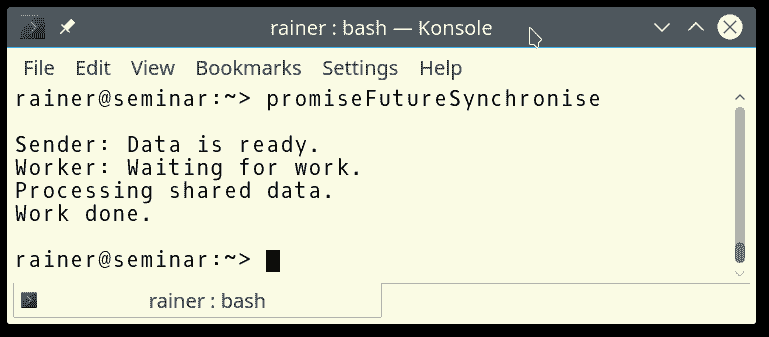 rainer : bash — Konsole
File Edit View Bookmarks Settings Help
rainer@seminar:~> promiseFutureSynchronise
Sender: Data is ready.
Worker: Waiting for work.
Processing shared data.
Work done.
rainer@seminar:~>
rainer : bash